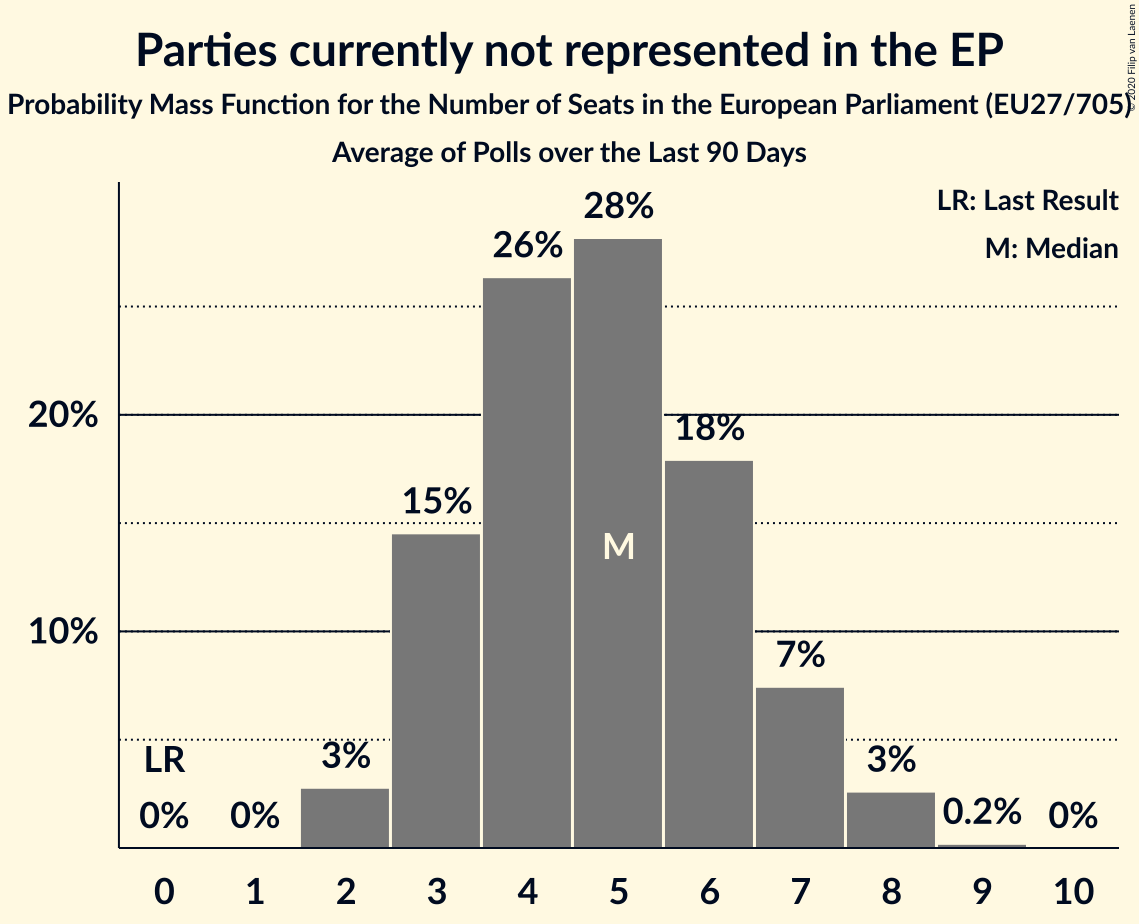 Parties currently not represented in the EP
Probability Mass Function for the Number of Seats in the European Parliament (EU27/705)
Average of Polls over the Last 90 Days
© 2020 Filip van Laenen
LR: Last Result
M: Median
28%
26%
20%
18%
15%
M
10%
7%
LR
3%
3%
0%
0%
0.2%
0%
0 1 2 3 4 5 6 7 8 9 10